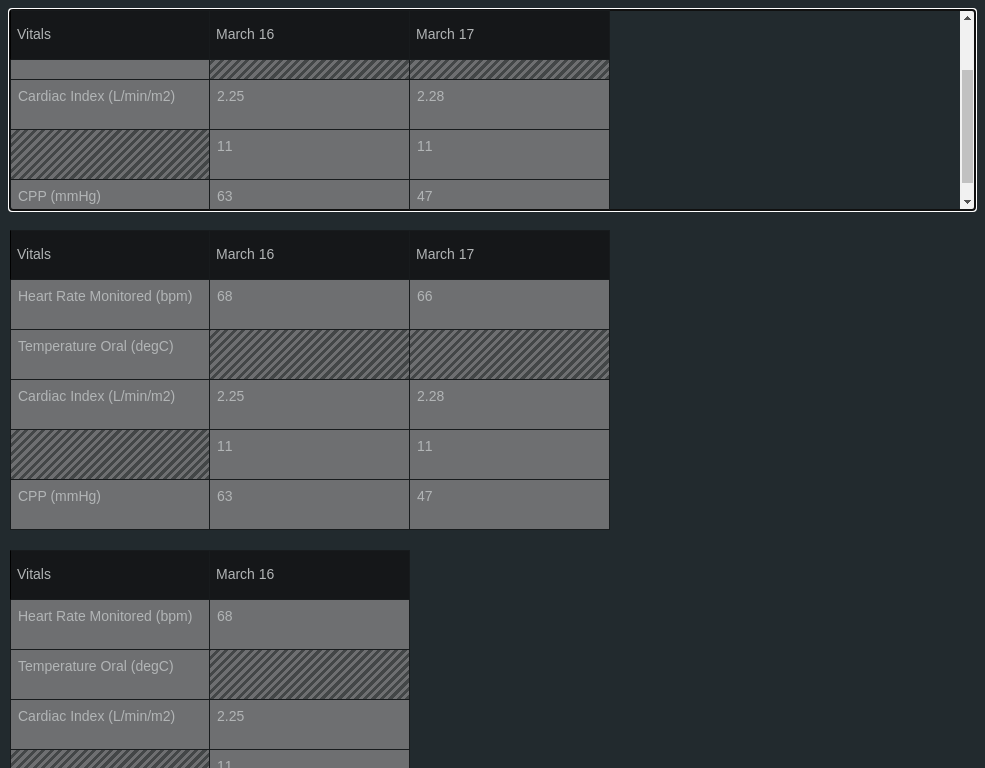 Vitals March 16 March 17
Cardiac Index (L/min/m2) 2.25 2.28
11 11
CPP (mmHg) 63 47
Vitals March 16 March 17
Heart Rate Monitored (bpm) 68 66
Temperature Oral (degC)
Cardiac Index (L/min/m2) 2.25 2.28
11 11
CPP (mmHg) 63 47
Vitals March 16
Heart Rate Monitored (bpm) 68
Temperature Oral (degC)
Cardiac Index (L/min/m2) 2.25
11